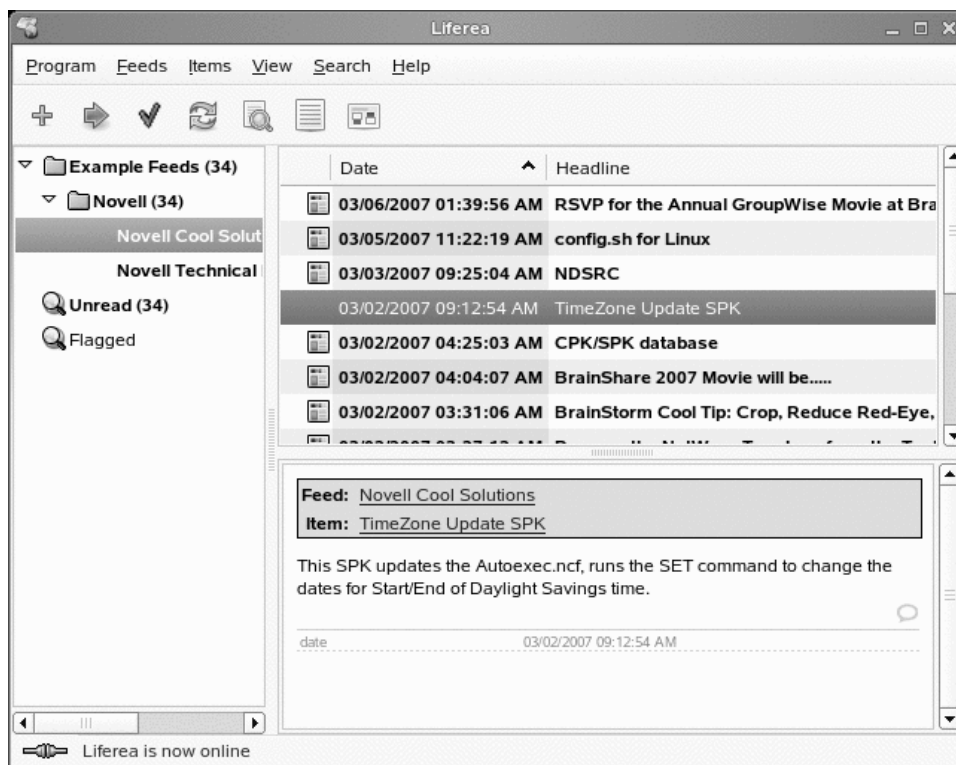 Liferea
Program Feeds Items View Search Help
Example Feeds (34)
Novell (34)
Novell Cool Solut
Novell Technical
Unread (34)
Flagged
Date Headline
03/06/2007 01:39:56 AM RSVP for the Annual GroupWise Movie at Bra
03/05/2007 11:22:19 AM config.sh for Linux
03/03/2007 09:25:04 AM NDSRC
03/02/2007 09:12:54 AM TimeZone Update SPK
03/02/2007 04:25:03 AM CPK/SPK database
03/02/2007 04:04:07 AM BrainShare 2007 Movie will be.....
03/02/2007 03:31:06 AM BrainStorm Cool Tip: Crop, Reduce Red-Eye,
Feed: Novell Cool Solutions
Item: TimeZone Update SPK
This SPK updates the Autoexec.ncf, runs the SET command to change the
dates for Start/End of Daylight Savings time.
date 03/02/2007 09:12:54 AM
Liferea is now online